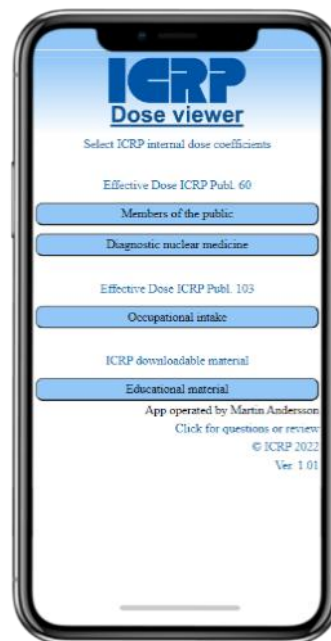 ICRP
Dose viewer
Select ICRP internal dose coefficients
Effective Dose ICRP Publ. 60
Members of the public
Diagnostic nuclear medicine
Effective Dose ICRP Publ. 103
Occupational intake
ICRP downloadable material
Educational material
App operated by Martin Andersson
Click for questions or review
© ICRP 2022
Ver. 1.01